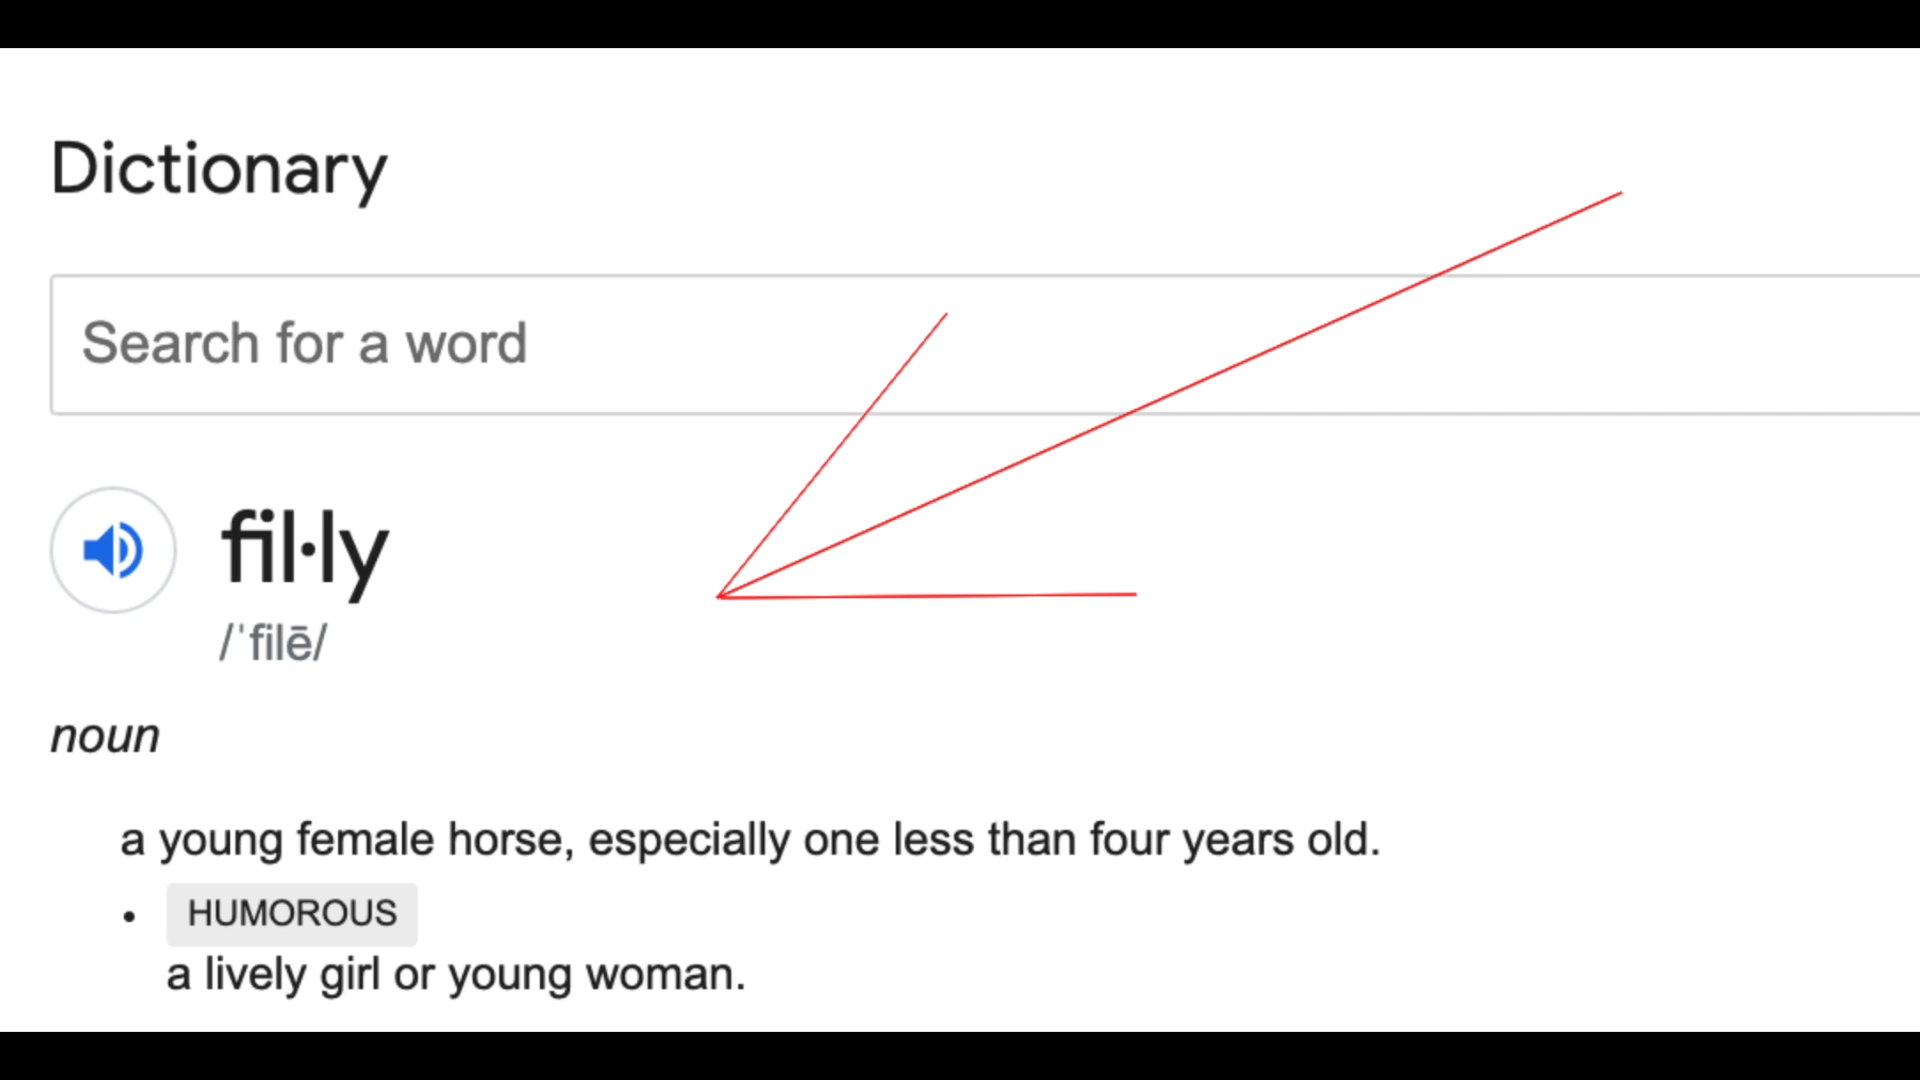 Dictionary
Search for a word
fil·ly
/ˈfilē/
noun
a young female horse, especially one less than four years old.
• HUMOROUS
a lively girl or young woman.